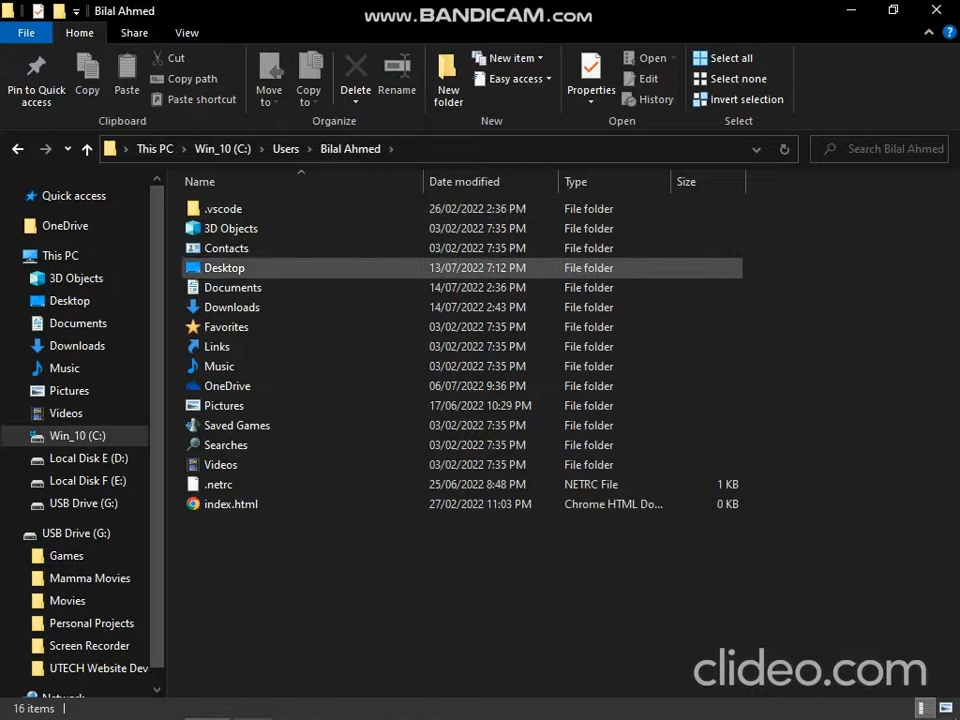 Bilal Ahmed
www.BANDICAM.com
File Home Share View
Pin to Quick access
Copy
Paste
Cut
Copy path
Paste shortcut
Clipboard
Move to
Copy to
Delete
Rename
Organize
New folder
New item
Easy access
New
Properties
Open
Edit
History
Open
Select all
Select none
Invert selection
Select
This PC > Win_10 (C:) > Users > Bilal Ahmed >
Search Bilal Ahmed
Quick access
OneDrive
This PC
3D Objects
Desktop
Documents
Downloads
Music
Pictures
Videos
Win_10 (C:)
Local Disk E (D:)
Local Disk F (E:)
USB Drive (G:)
USB Drive (G:)
Games
Mamma Movies
Movies
Personal Projects
Screen Recorder
UTECH Website Dev
Network
Name Date modified Type Size
.vscode 26/02/2022 2:36 PM File folder
3D Objects 03/02/2022 7:35 PM File folder
Contacts 03/02/2022 7:35 PM File folder
Desktop 13/07/2022 7:12 PM File folder
Documents 14/07/2022 2:36 PM File folder
Downloads 14/07/2022 2:43 PM File folder
Favorites 03/02/2022 7:35 PM File folder
Links 03/02/2022 7:35 PM File folder
Music 03/02/2022 7:35 PM File folder
OneDrive 06/07/2022 9:36 PM File folder
Pictures 17/06/2022 10:29 PM File folder
Saved Games 03/02/2022 7:35 PM File folder
Searches 03/02/2022 7:35 PM File folder
Videos 03/02/2022 7:35 PM File folder
.netrc 25/06/2022 8:48 PM NETRC File 1 KB
index.html 27/02/2022 11:03 PM Chrome HTML Do... 0 KB
clideo.com
16 items